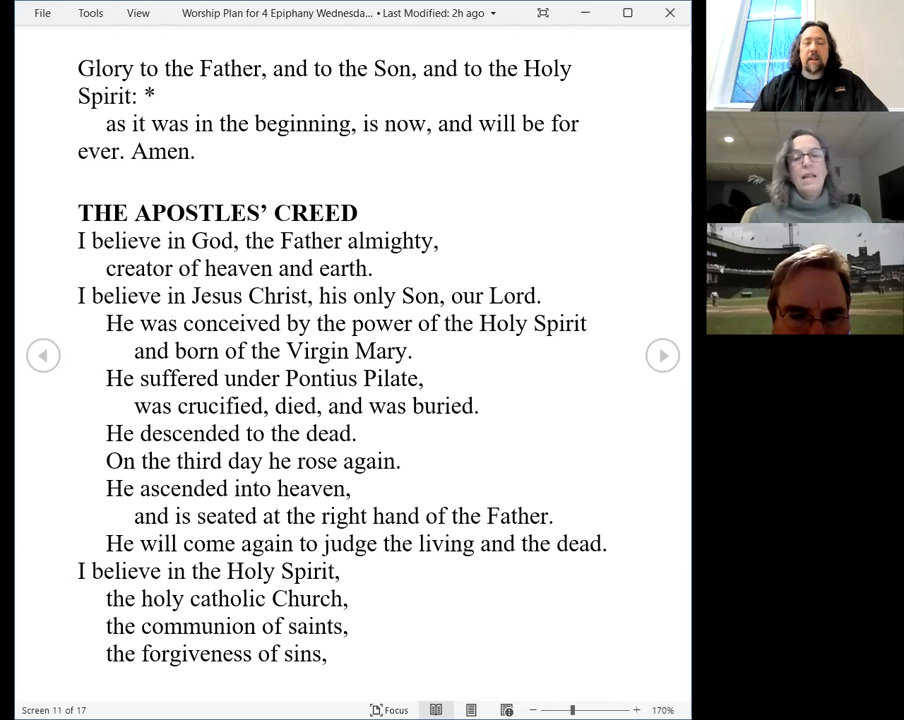 File Tools View Worship Plan for 4 Epiphany Wednesda... • Last Modified: 2h ago
Glory to the Father, and to the Son, and to the Holy
Spirit: *
as it was in the beginning, is now, and will be for
ever. Amen.
THE APOSTLES’ CREED
I believe in God, the Father almighty,
creator of heaven and earth.
I believe in Jesus Christ, his only Son, our Lord.
He was conceived by the power of the Holy Spirit
and born of the Virgin Mary.
He suffered under Pontius Pilate,
was crucified, died, and was buried.
He descended to the dead.
On the third day he rose again.
He ascended into heaven,
and is seated at the right hand of the Father.
He will come again to judge the living and the dead.
I believe in the Holy Spirit,
the holy catholic Church,
the communion of saints,
the forgiveness of sins,
Screen 11 of 17 Focus 170%